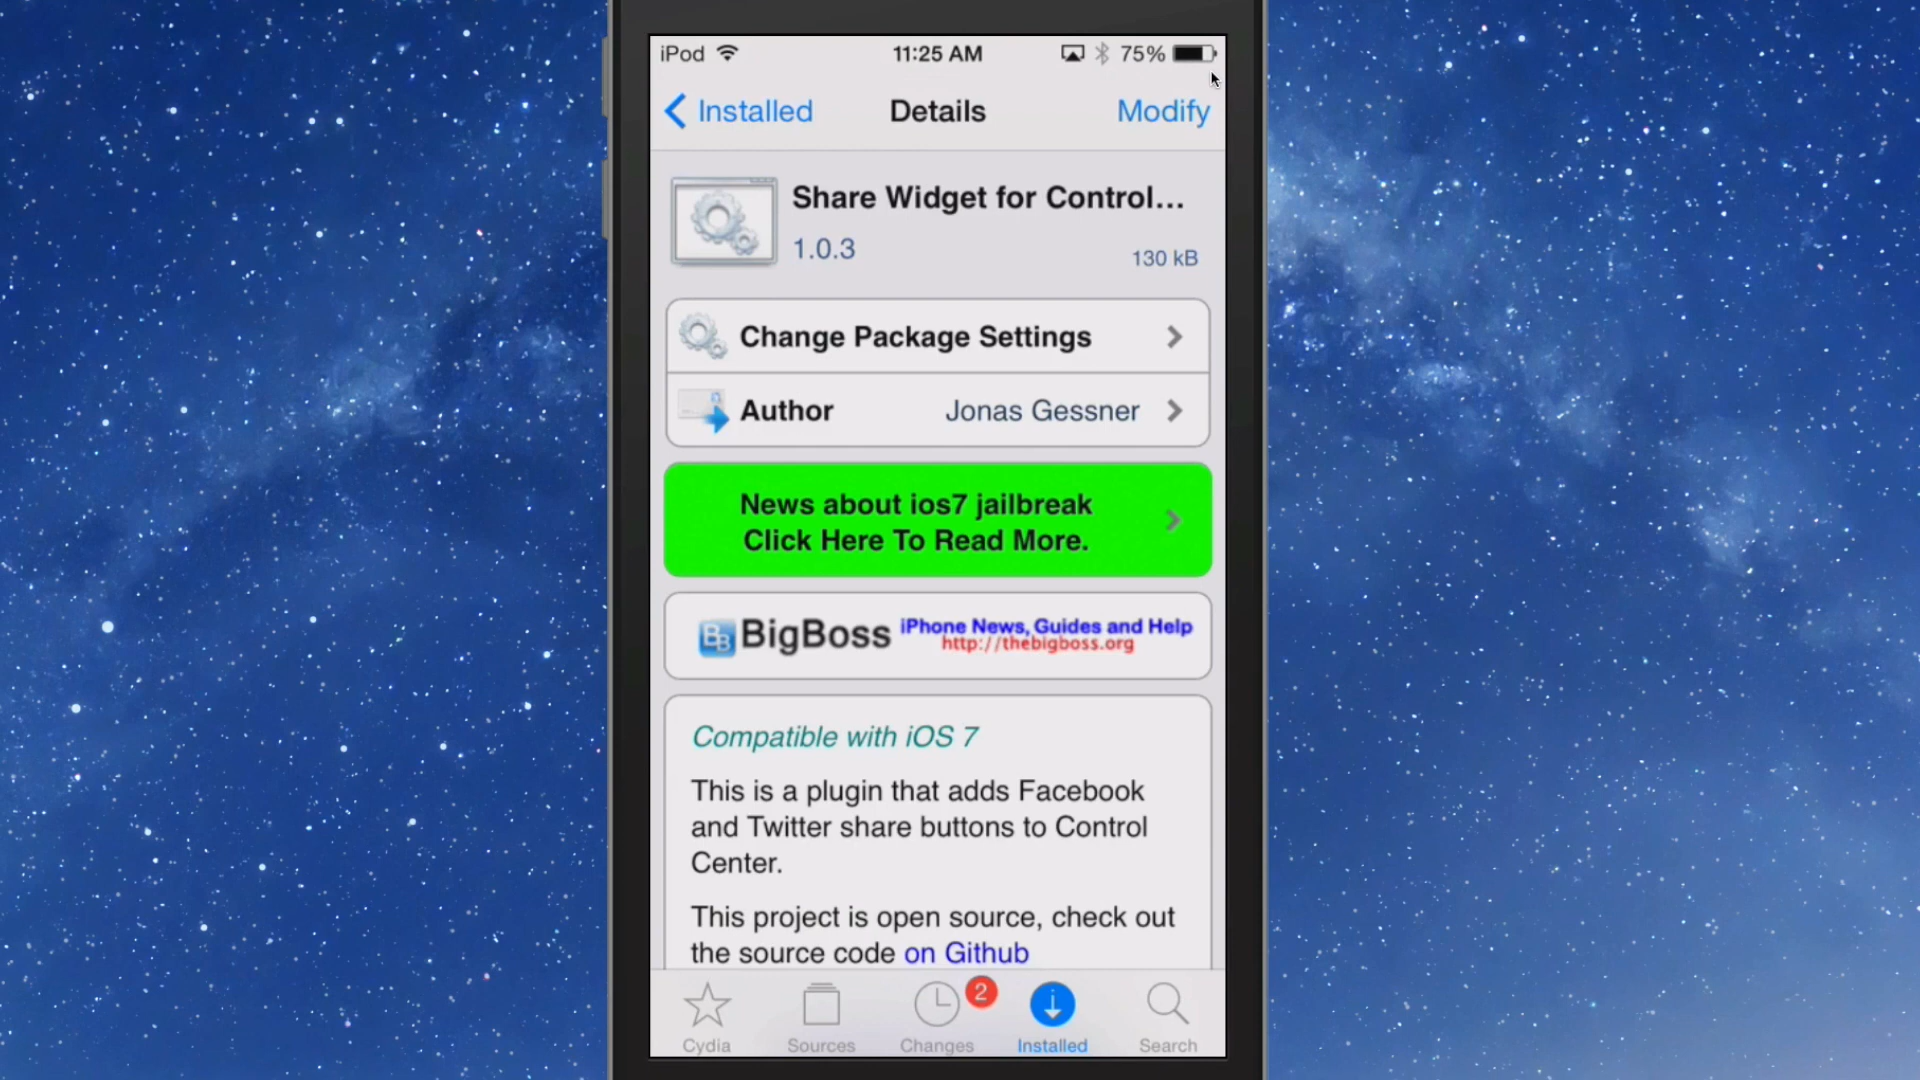 iPod 11:25 AM 75%
Installed Details Modify
Share Widget for Control...
1.0.3 130 kB
Change Package Settings
Author Jonas Gessner
News about ios7 jailbreak
Click Here To Read More.
BB BigBoss iPhone News, Guides and Help
http://thebigboss.org
Compatible with iOS 7
This is a plugin that adds Facebook
and Twitter share buttons to Control
Center.
This project is open source, check out
the source code on Github
2
Cydia Sources Changes Installed Search